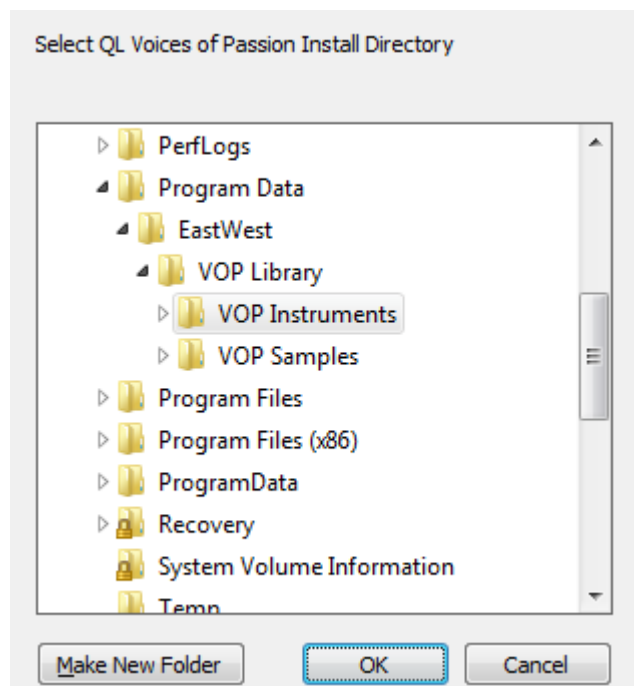 Select QL Voices of Passion Install Directory
PerfLogs
Program Data
EastWest
VOP Library
VOP Instruments
VOP Samples
Program Files
Program Files (x86)
ProgramData
Recovery
System Volume Information
Temp
Make New Folder OK Cancel